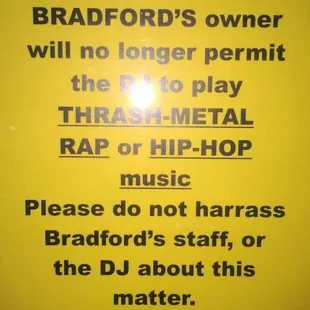 BRADFORD'S owner
will no longer permit
the DJ to play
THRASH-METAL
RAP or HIP-HOP
music
Please do not harrass
Bradford's staff, or
the DJ about this
matter.